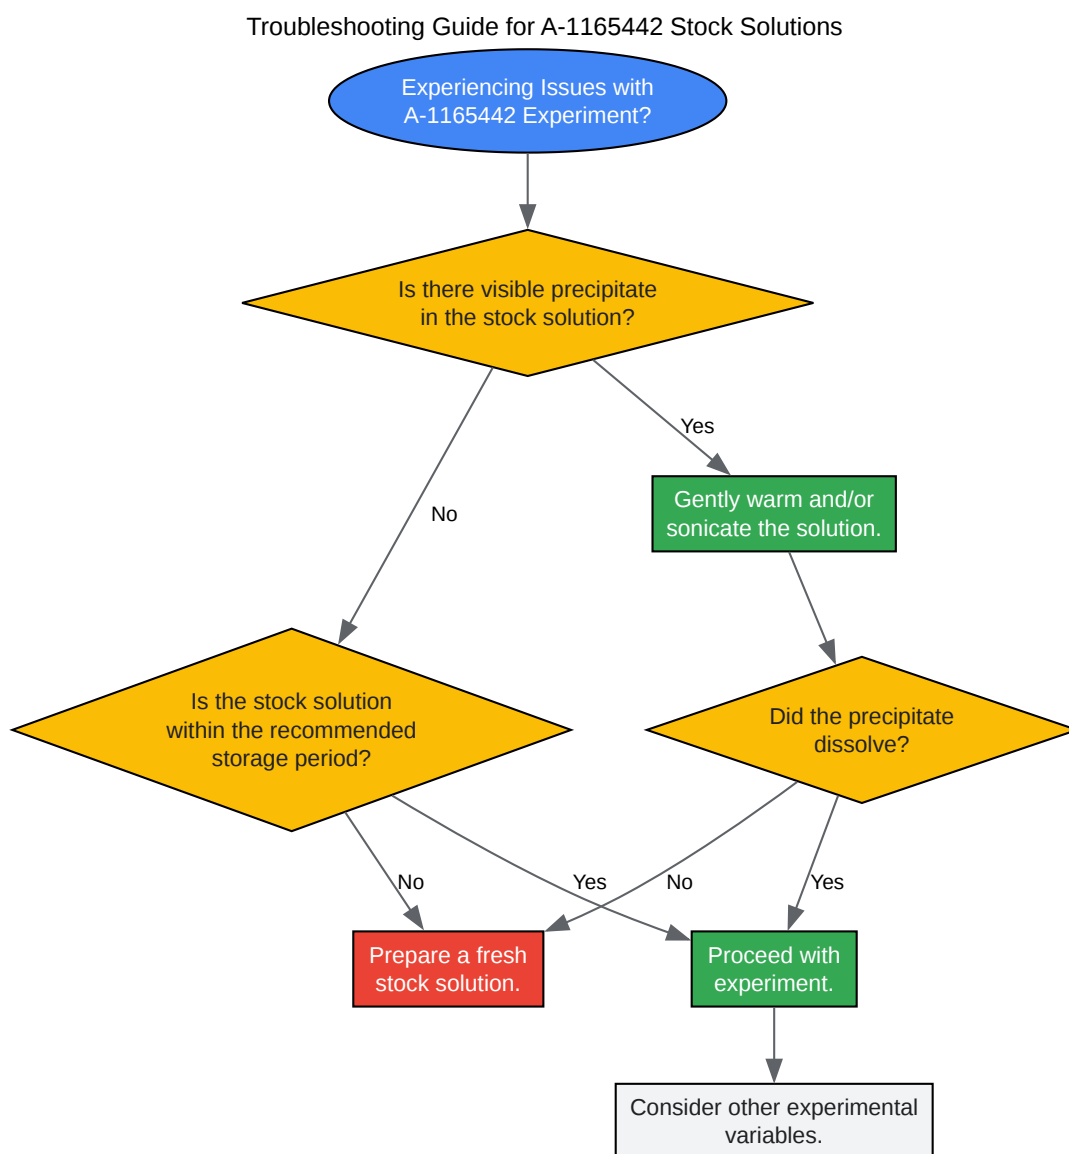 Troubleshooting Guide for A-1165442 Stock Solutions
Experiencing Issues with
A-1165442 Experiment?
Is there visible precipitate
in the stock solution?
Yes
No
Gently warm and/or
sonicate the solution.
Is the stock solution
within the recommended
storage period?
Did the precipitate
dissolve?
No
Yes
No
Yes
Prepare a fresh
stock solution.
Proceed with
experiment.
Consider other experimental
variables.